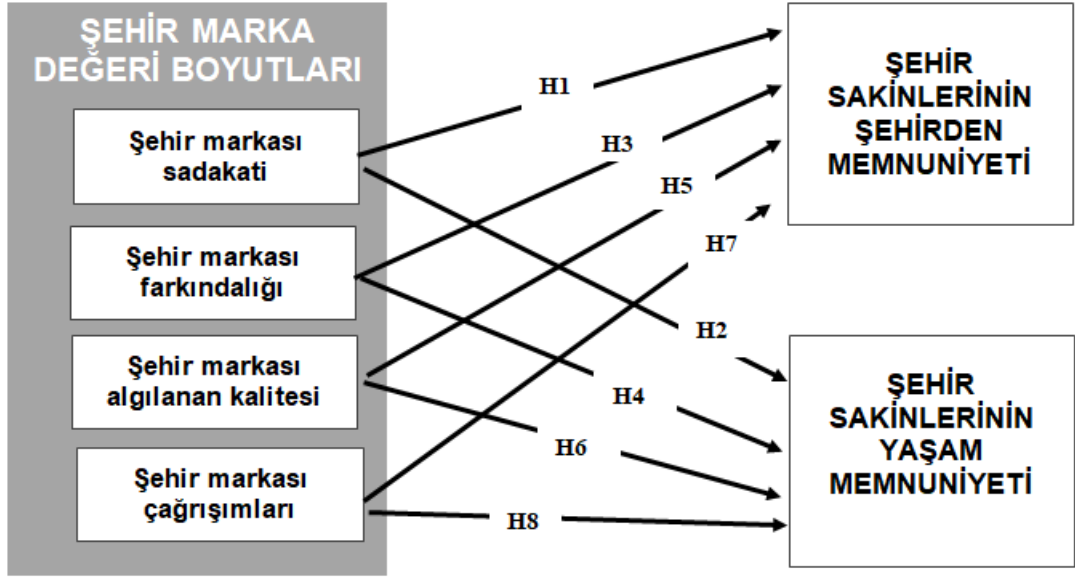 ŞEHİR MARKA
DEĞERİ BOYUTLARI
Şehir markası
sadakati
Şehir markası
farkındalığı
Şehir markası
algılanan kalitesi
Şehir markası
çağrışımları
H1
H3
H5
H7
H2
H4
H6
H8
ŞEHİR
SAKİNLERİNİN
ŞEHİRDEN
MEMNUNİYETİ
ŞEHİR
SAKİNLERİNİN
YAŞAM
MEMNUNİYETİ